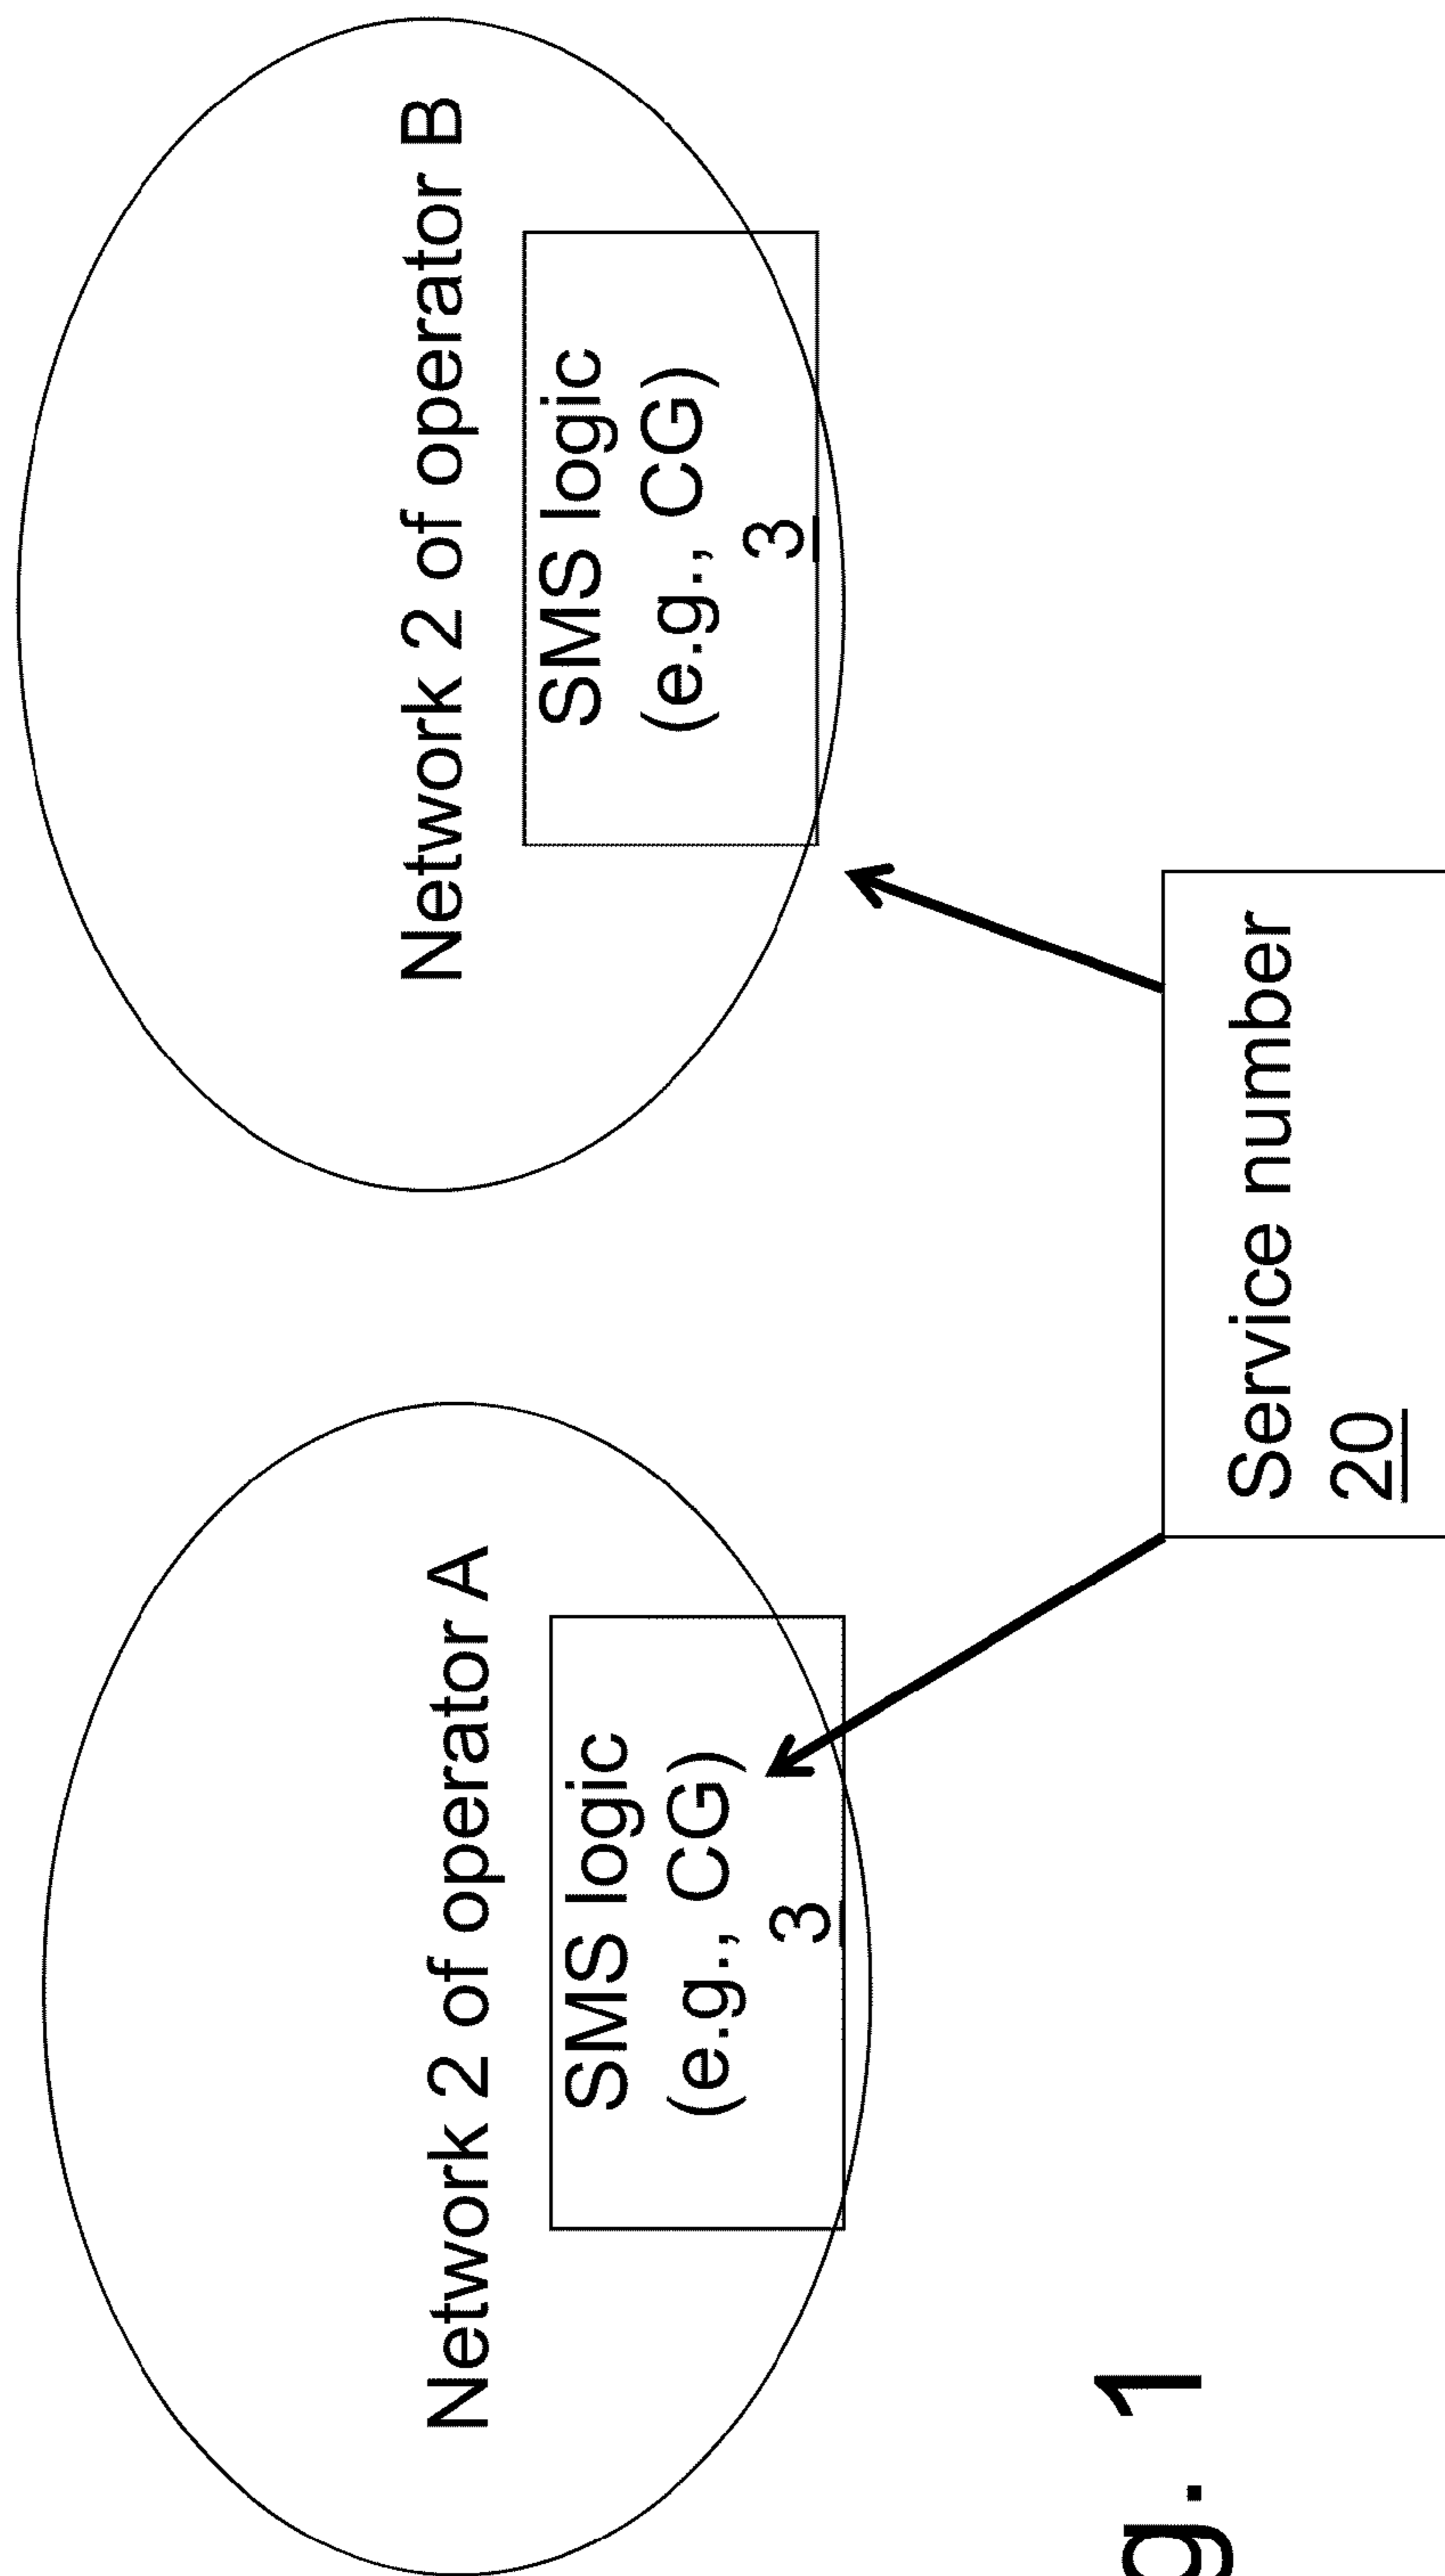 Network 2 of operator A
SMS logic
(e.g., CG)
3
Network 2 of operator B
SMS logic
(e.g., CG)
3
Service number
20
g. 1